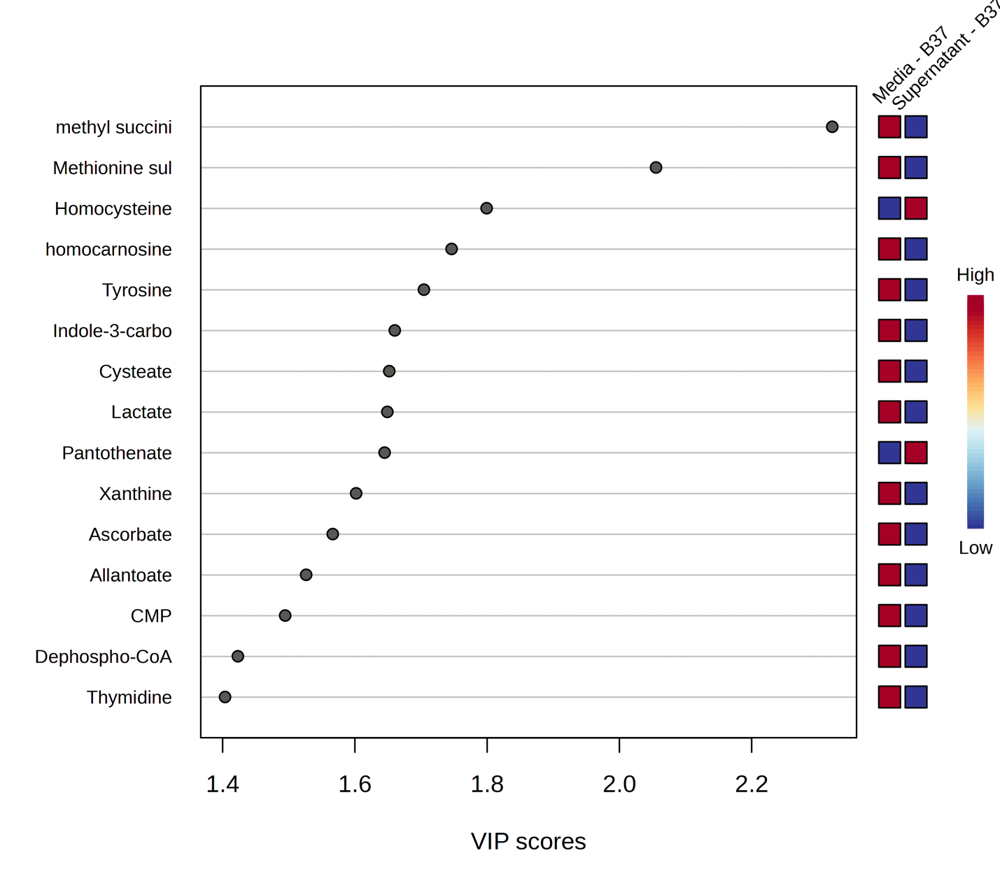 Media - B37
Supernatant - B37
methyl succini
Methionine sul
Homocysteine
homocarnosine
Tyrosine
Indole-3-carbo
Cysteate
Lactate
Pantothenate
Xanthine
Ascorbate
Allantoate
CMP
Dephospho-CoA
Thymidine
High
Low
1.4 1.6 1.8 2.0 2.2
VIP scores